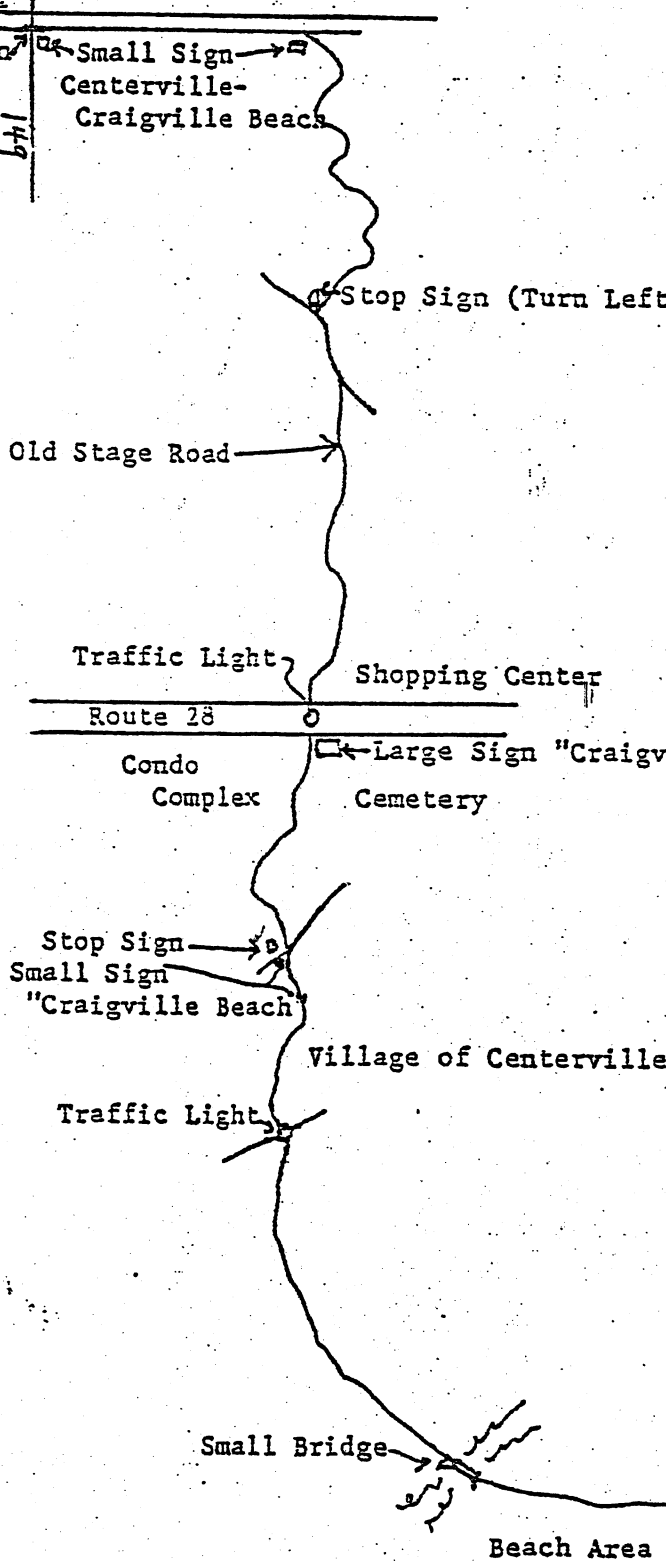 Small Sign
Centerville-
Craigville Beach
149
Stop Sign (Turn Left
Old Stage Road
Traffic Light
Shopping Center
Route 28
Large Sign "Craigv
Condo
Complex
Cemetery
Stop Sign
Small Sign
"Craigville Beach"
Village of Centerville
Traffic Light
Small Bridge
Beach Area